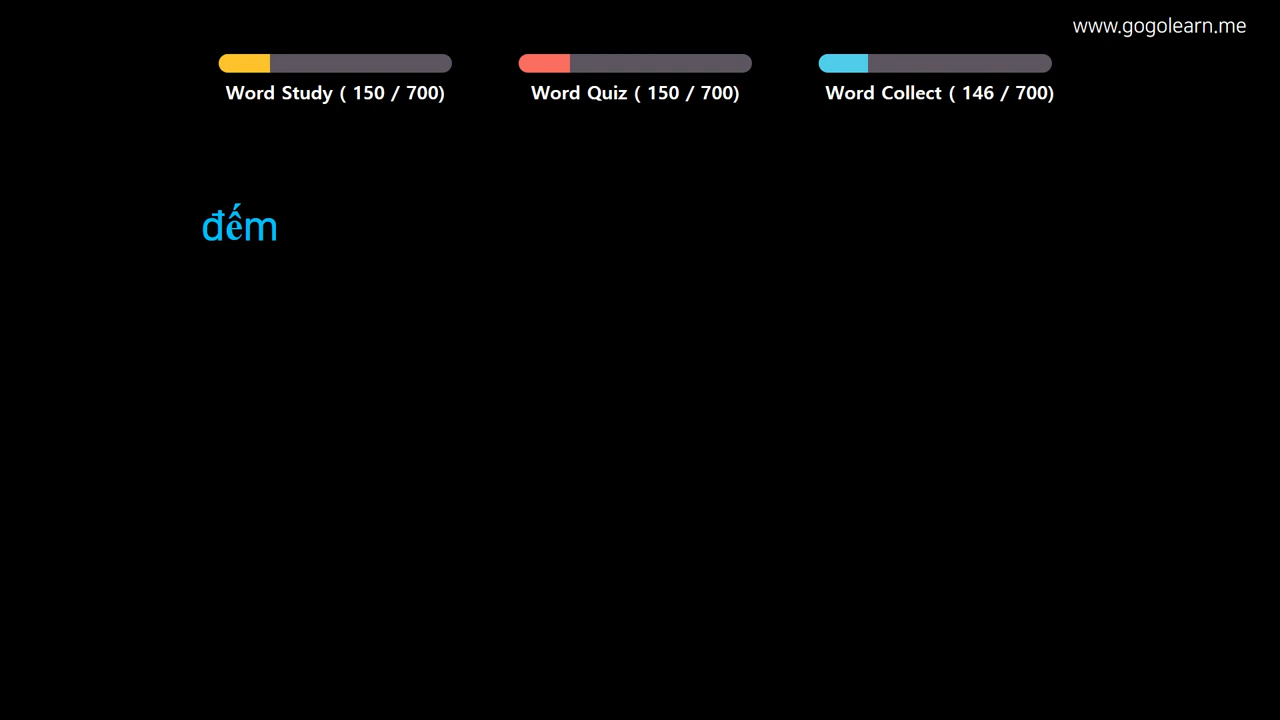 www.gogolearn.me
Word Study ( 150 / 700)
Word Quiz ( 150 / 700)
Word Collect ( 146 / 700)
đếm